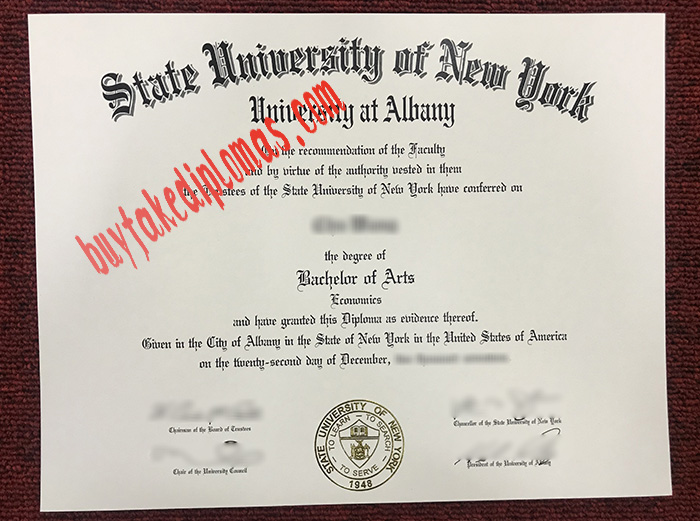 State University of New York
University at Albany
On the recommendation of the Faculty
and by virtue of the authority vested in them
the Trustees of the State University of New York have conferred on
the degree of
Bachelor of Arts
Economics
and have granted this Diploma as evidence thereof.
Given in the City of Albany in the State of New York in the United States of America
on the twenty-second day of December,
Chairman of the Board of Trustees
Chancellor of the State University of New York
Chair of the University Council
President of the University of Albany
STATE UNIVERSITY OF NEW YORK
TO LEARN - TO SEARCH
TO SERVE
1948
buyfakediplomas.com